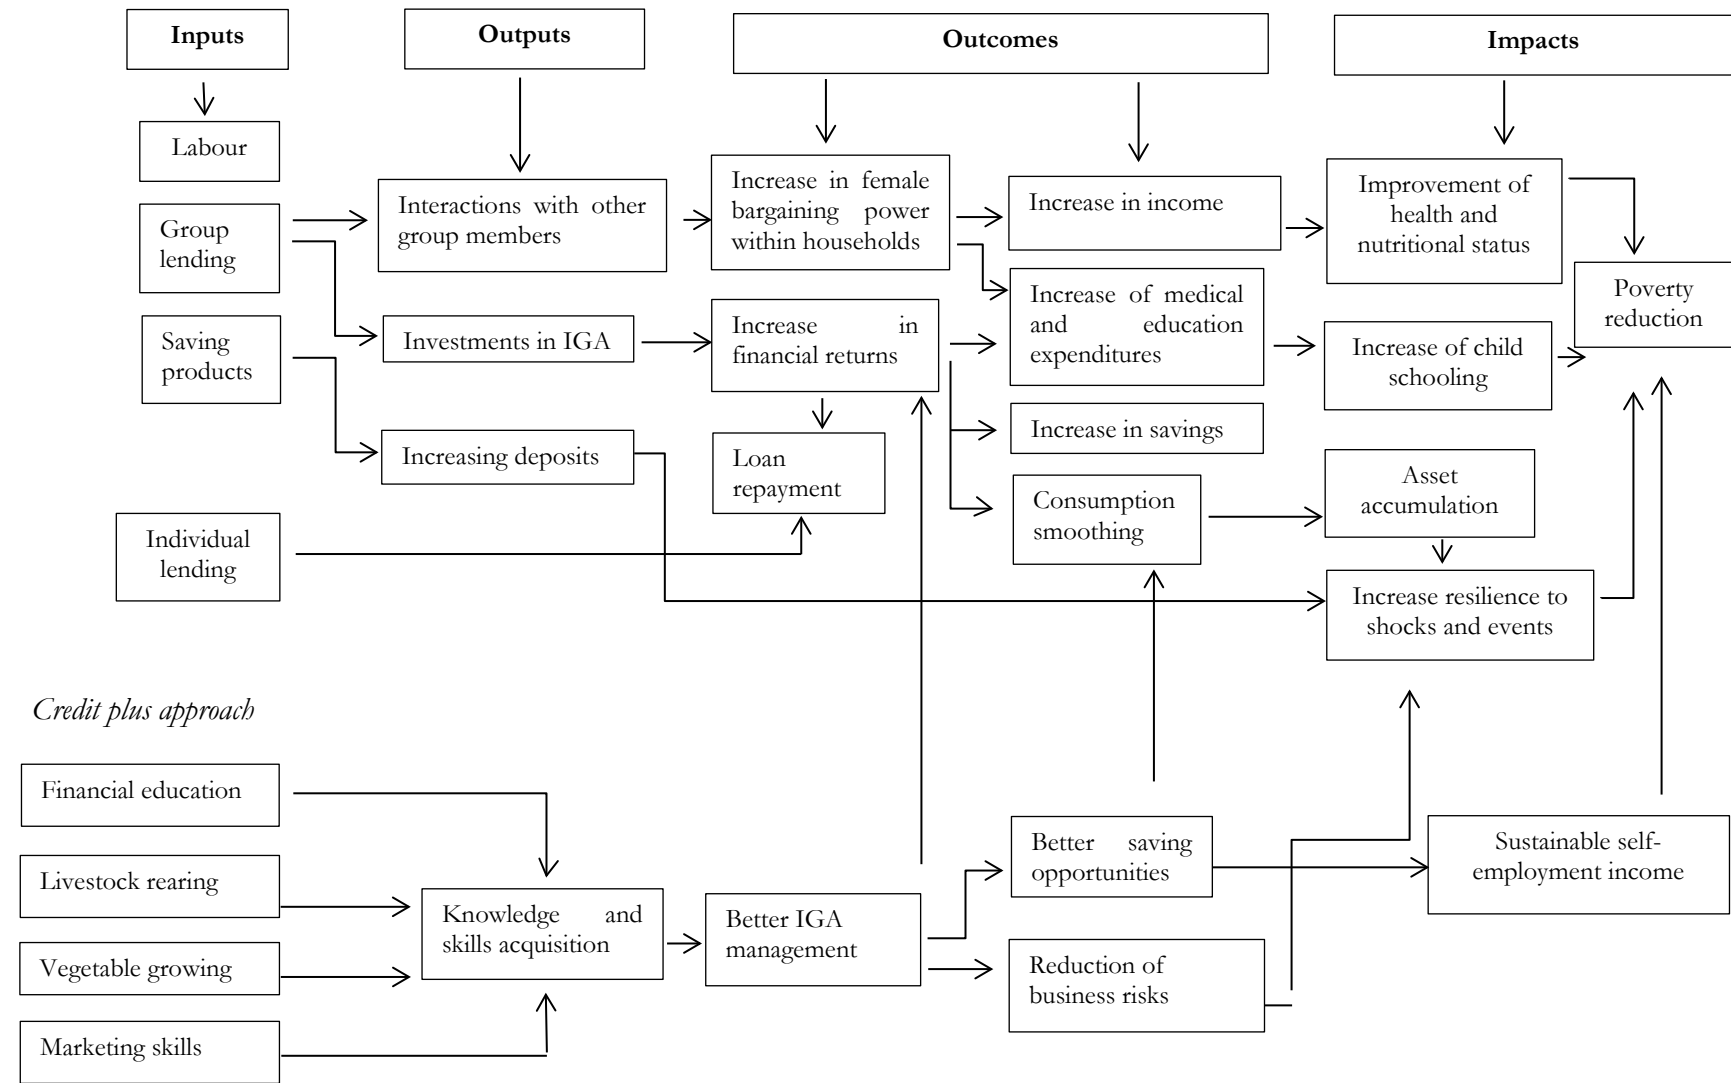 Inputs
Outputs
Outcomes
Impacts
Labour
Group
lending
Saving
products
Individual
lending
Interactions with other
group members
Investments in IGA
Increasing deposits
Increase in female
bargaining power
within households
Increase in
financial returns
Loan
repayment
Increase in income
Increase of medical
and education
expenditures
Increase in savings
Consumption
smoothing
Improvement of
health and
nutritional status
Increase of child
schooling
Asset
accumulation
Increase resilience to
shocks and events
Poverty
reduction
Credit plus approach
Financial education
Livestock rearing
Vegetable growing
Marketing skills
Knowledge and
skills acquisition
Better IGA
management
Better saving
opportunities
Reduction of
business risks
Sustainable self-
employment income